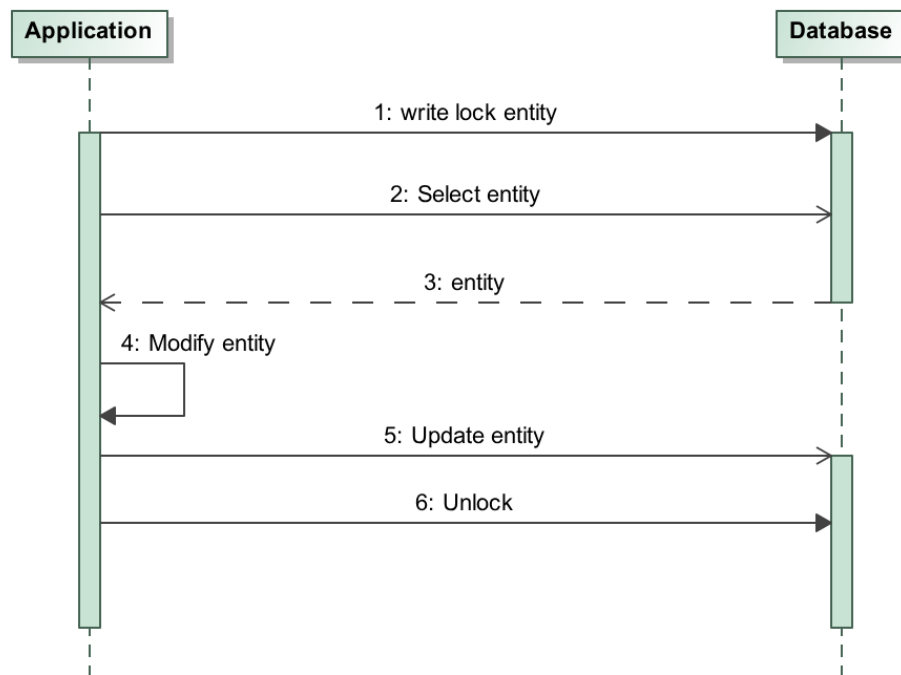 Application
Database
1: write lock entity
2: Select entity
3: entity
4: Modify entity
5: Update entity
6: Unlock